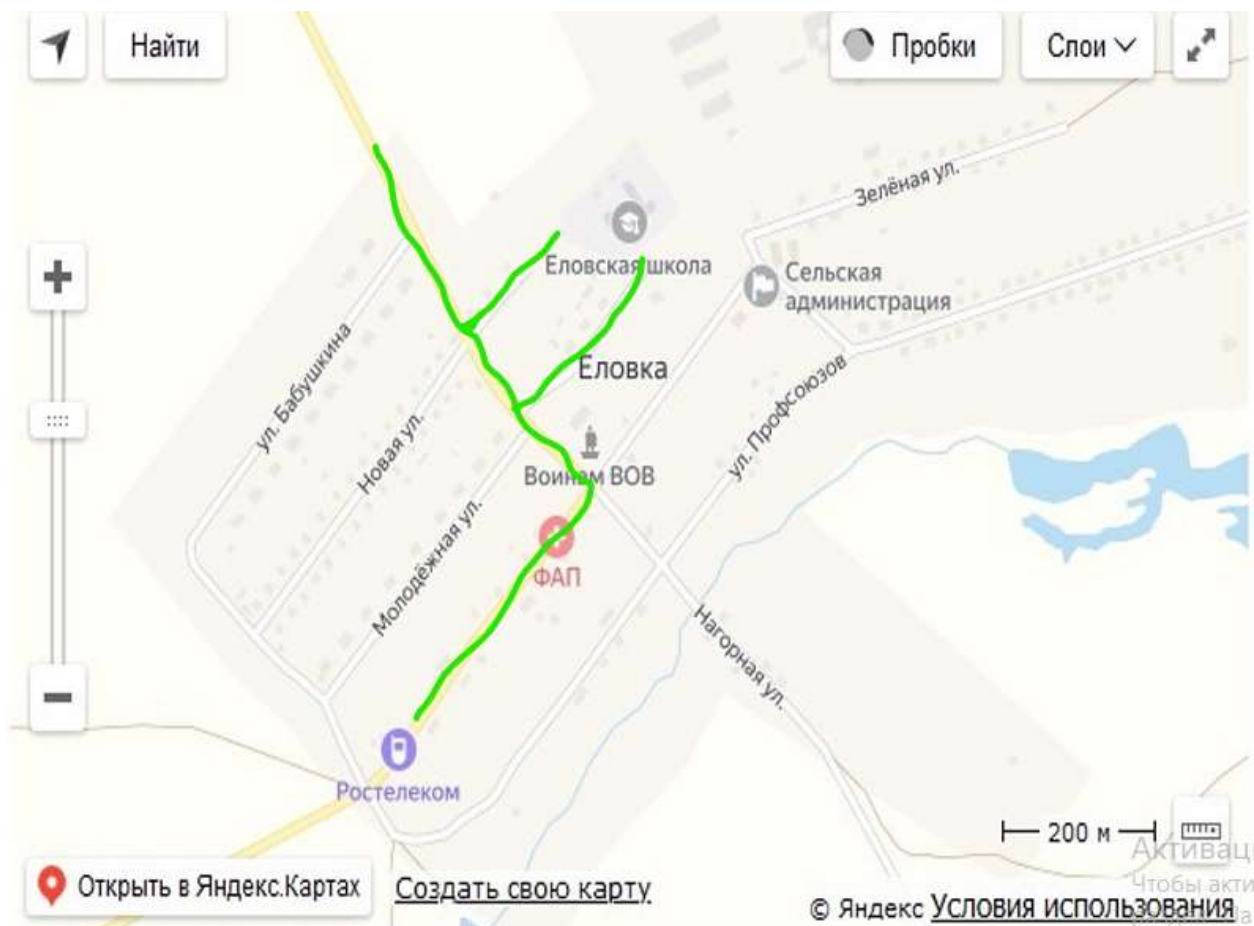 Найти
Пробки
Слои
Зелёная ул.
Еловская школа
Сельская
администрация
ул. Бабушкина
Еловка
Новая ул.
ул. Профсоюзов
Воинам ВОВ
Молодёжная ул.
ФАП
Нагорная ул.
Ростелеком
200 м
Открыть в Яндекс.Картах
Создать свою карту
© Яндекс Условия использования